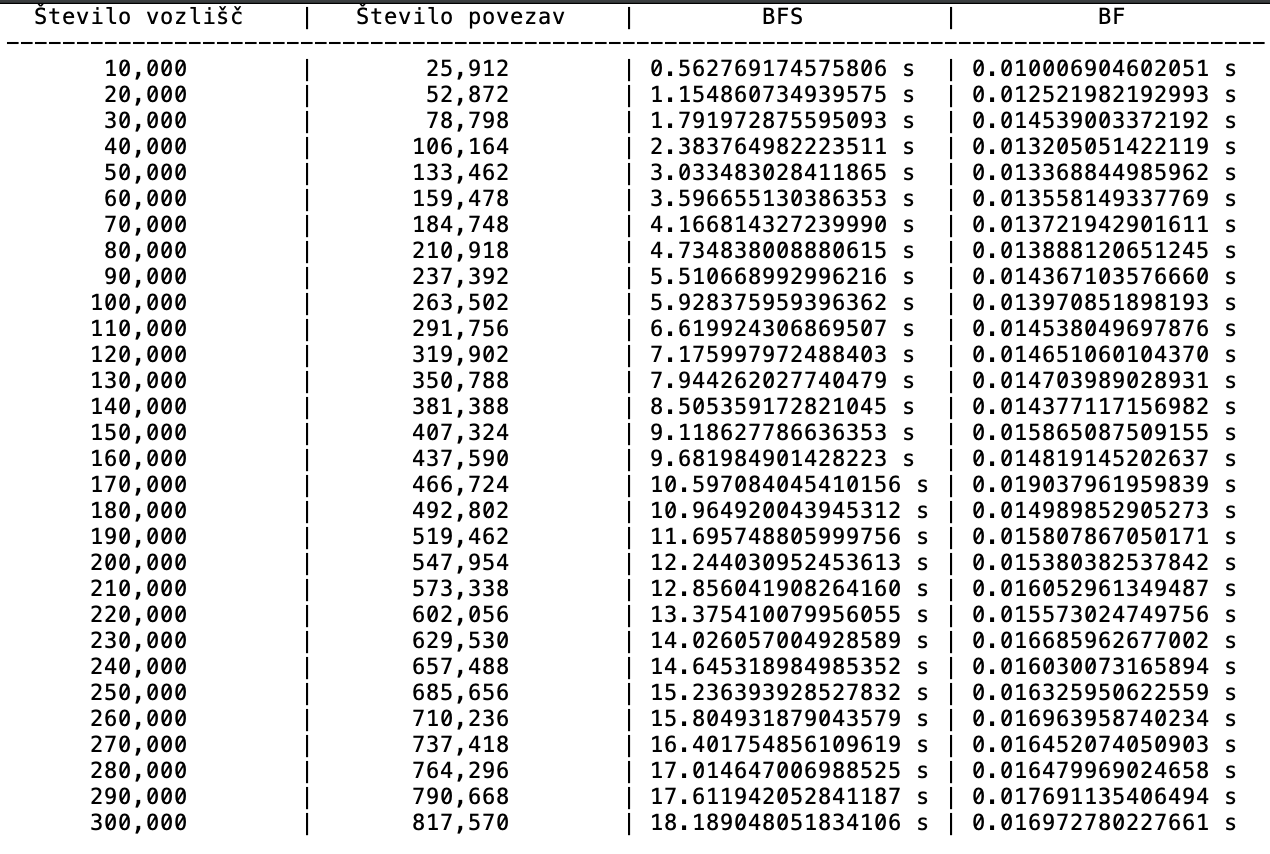 Število vozlišč | Število povezav | BFS | BF
------------------------------------------------------------------------------------------
10,000 | 25,912 | 0.562769174575806 s | 0.010006904602051 s
20,000 | 52,872 | 1.154860734939575 s | 0.012521982192993 s
30,000 | 78,798 | 1.791972875595093 s | 0.014539003372192 s
40,000 | 106,164 | 2.383764982223511 s | 0.013205051422119 s
50,000 | 133,462 | 3.033483028411865 s | 0.013368844985962 s
60,000 | 159,478 | 3.596655130386353 s | 0.013558149337769 s
70,000 | 184,748 | 4.166814327239990 s | 0.013721942901611 s
80,000 | 210,918 | 4.734838008880615 s | 0.013888120651245 s
90,000 | 237,392 | 5.510668992996216 s | 0.014367103576660 s
100,000 | 263,502 | 5.928375959396362 s | 0.013970851898193 s
110,000 | 291,756 | 6.619924306869507 s | 0.014538049697876 s
120,000 | 319,902 | 7.175997972488403 s | 0.014651060104370 s
130,000 | 350,788 | 7.944262027740479 s | 0.014703989028931 s
140,000 | 381,388 | 8.505359172821045 s | 0.014377117156982 s
150,000 | 407,324 | 9.118627786636353 s | 0.015865087509155 s
160,000 | 437,590 | 9.681984901428223 s | 0.014819145202637 s
170,000 | 466,724 | 10.597084045410156 s | 0.019037961959839 s
180,000 | 492,802 | 10.964920043945312 s | 0.014989852905273 s
190,000 | 519,462 | 11.695748805999756 s | 0.015807867050171 s
200,000 | 547,954 | 12.244030952453613 s | 0.015380382537842 s
210,000 | 573,338 | 12.856041908264160 s | 0.016052961349487 s
220,000 | 602,056 | 13.375410079956055 s | 0.015573024749756 s
230,000 | 629,530 | 14.026057004928589 s | 0.016685962677002 s
240,000 | 657,488 | 14.645318984985352 s | 0.016030073165894 s
250,000 | 685,656 | 15.236393928527832 s | 0.016325950622559 s
260,000 | 710,236 | 15.804931879043579 s | 0.016963958740234 s
270,000 | 737,418 | 16.401754856109619 s | 0.016452074050903 s
280,000 | 764,296 | 17.014647006988525 s | 0.016479969024658 s
290,000 | 790,668 | 17.611942052841187 s | 0.017691135406494 s
300,000 | 817,570 | 18.189048051834106 s | 0.016972780227661 s